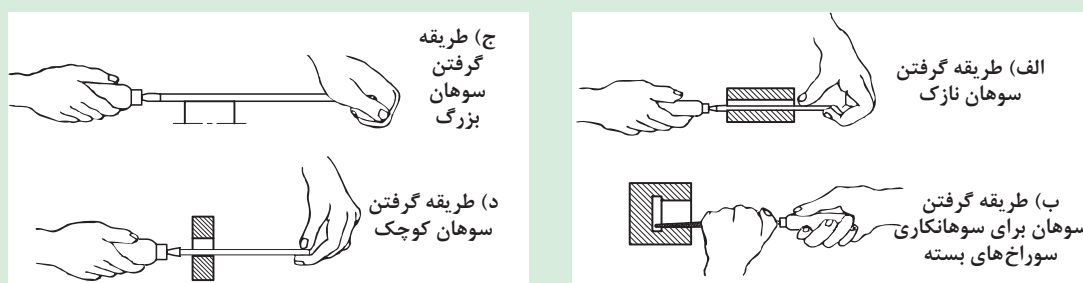 الف) طریقه گرفتن
سوهان نازک
ب) طریقه گرفتن
سوهان برای سوهانکاری
سوراخ‌های بسته
ج) طریقه
گرفتن
سوهان
بزرگ
د) طریقه گرفتن
سوهان کوچک